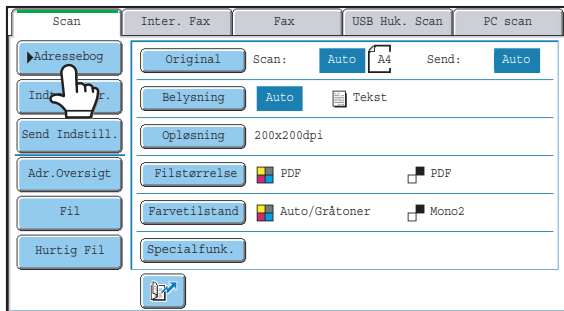 Scan Inter. Fax Fax USB Huk. Scan PC scan
Adressebog Original Scan: Auto A4 Send: Auto
Belysning Auto Tekst
Send Indstill. Opløsning 200x200dpi
Adr.Oversigt Filstørrelse PDF PDF
Fil Farvetilstand Auto/Gråtoner Mono2
Hurtig Fil Specialfunk.